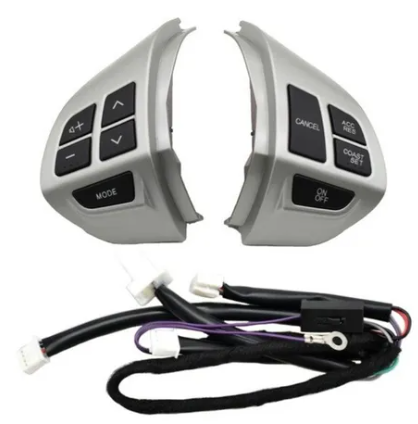 +
−
MODE
CANCEL
ACC
RES
COAST
SET
ON
OFF